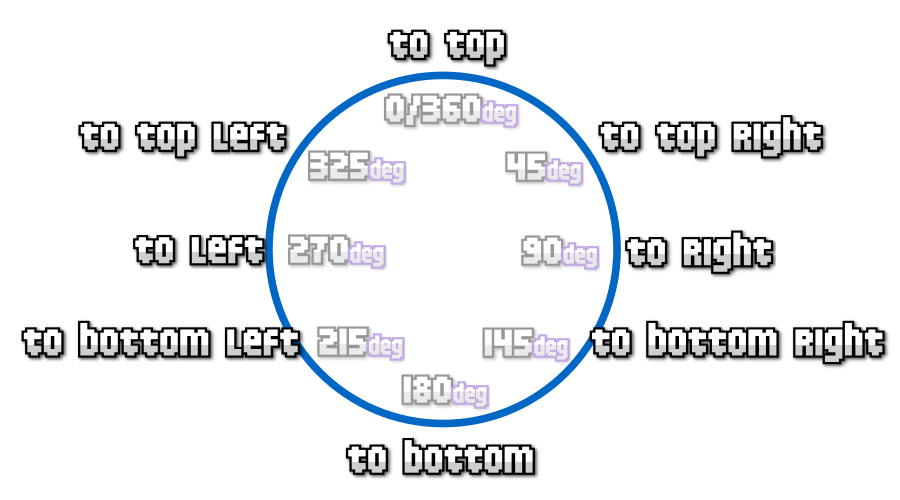 to top
0/360deg
to top Left
to top Right
325deg
45deg
to Left
270deg
90deg
to Right
to bottom Left
215deg
145deg
to bottom Right
180deg
to bottom